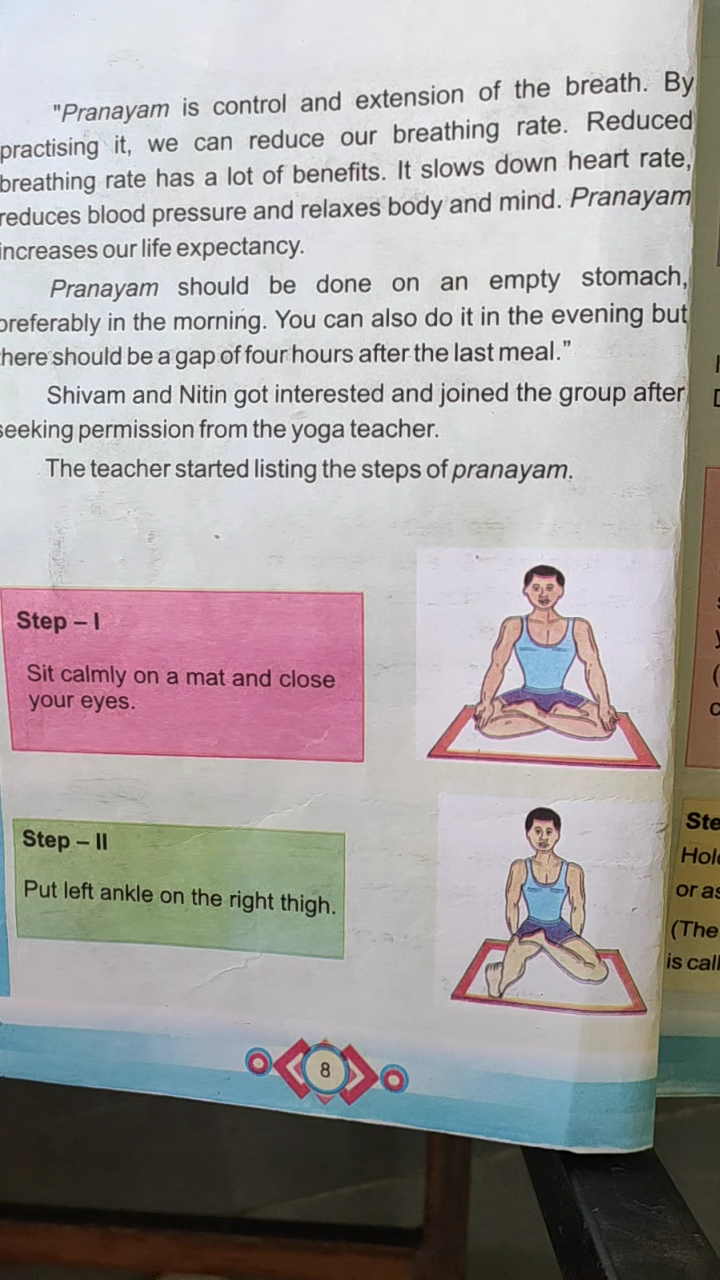 "Pranayam is control and extension of the breath. By
practising it, we can reduce our breathing rate. Reduced
breathing rate has a lot of benefits. It slows down heart rate,
reduces blood pressure and relaxes body and mind. Pranayam
increases our life expectancy.
Pranayam should be done on an empty stomach,
preferably in the morning. You can also do it in the evening but
there should be a gap of four hours after the last meal.”
Shivam and Nitin got interested and joined the group after
seeking permission from the yoga teacher.
The teacher started listing the steps of pranayam.
Step – I
Sit calmly on a mat and close
your eyes.
Step – II
Put left ankle on the right thigh.
8
or as
(The